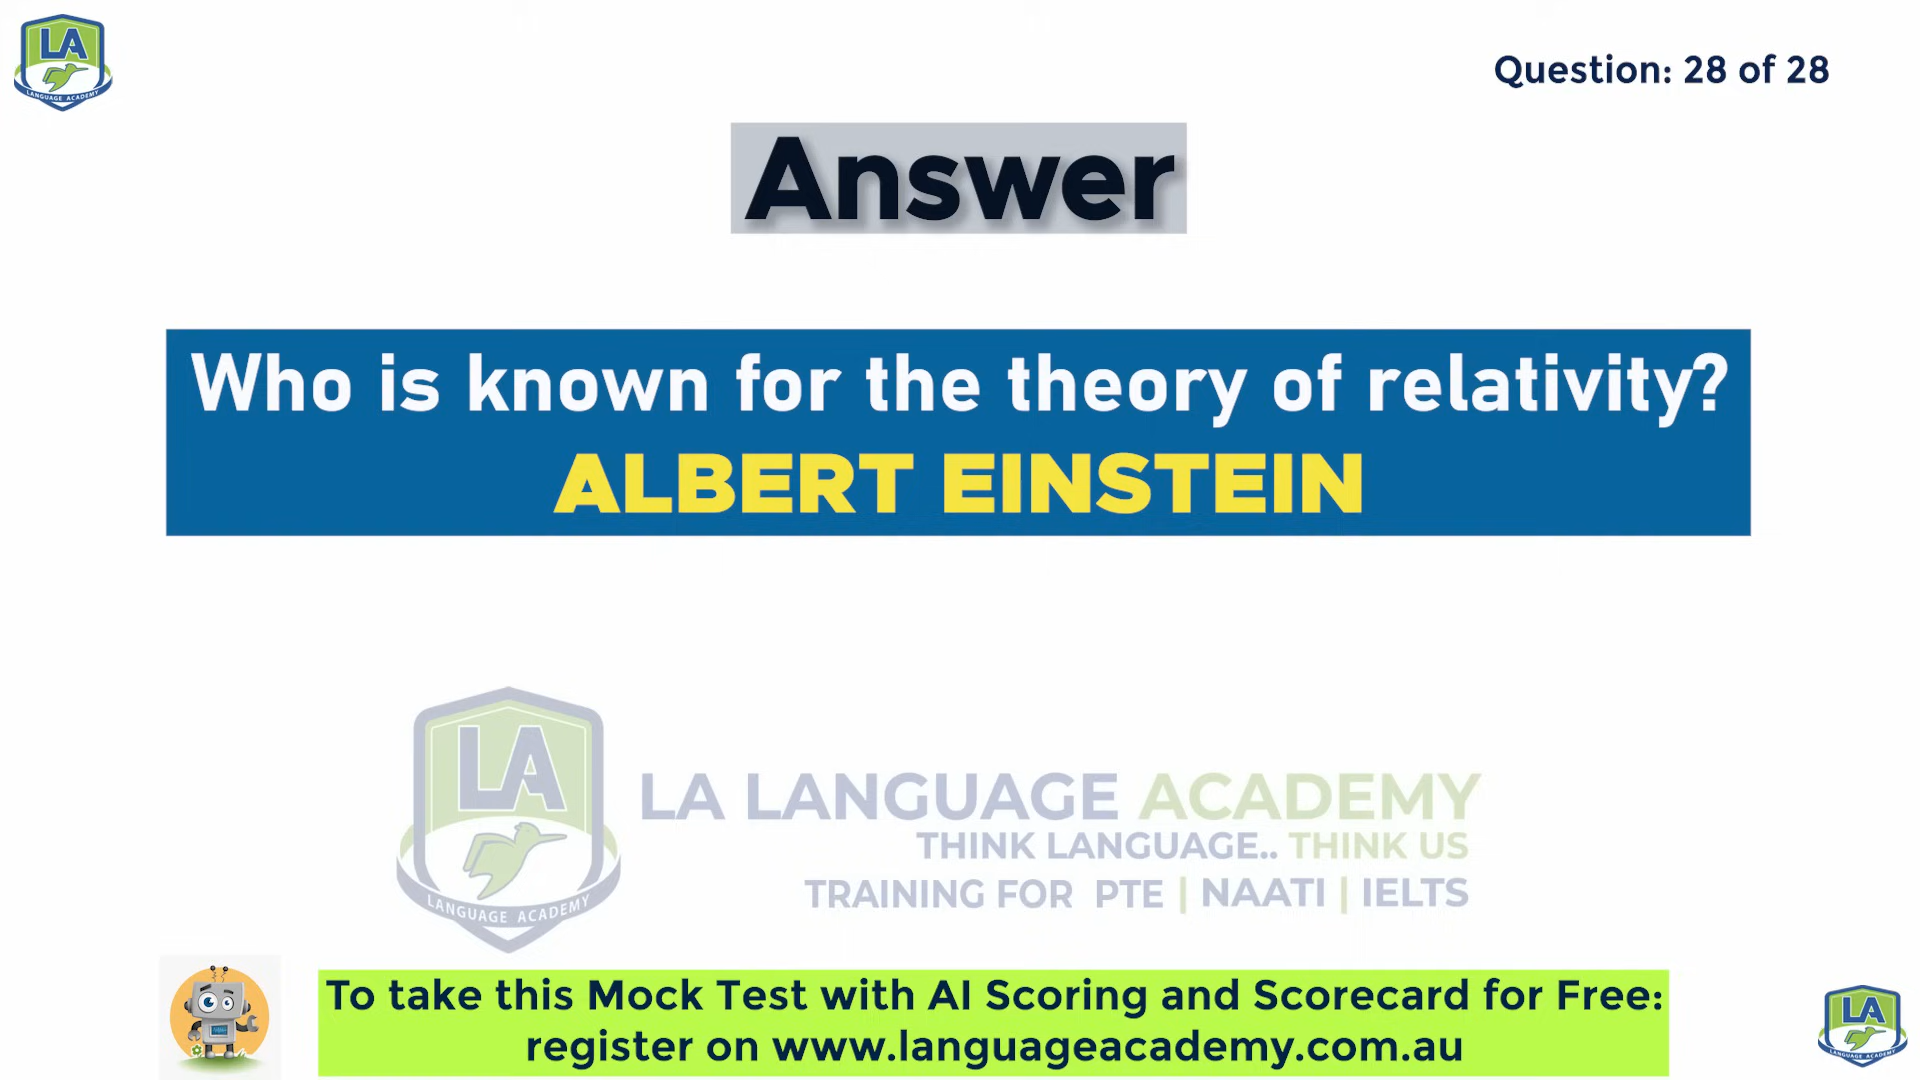 LA
LANGUAGE ACADEMY
Question: 28 of 28
Answer
Who is known for the theory of relativity?
ALBERT EINSTEIN
LA
LANGUAGE ACADEMY
LA LANGUAGE ACADEMY
THINK LANGUAGE.. THINK US
TRAINING FOR PTE | NAATI | IELTS
To take this Mock Test with AI Scoring and Scorecard for Free:
register on www.languageacademy.com.au
LA
LANGUAGE ACADEMY